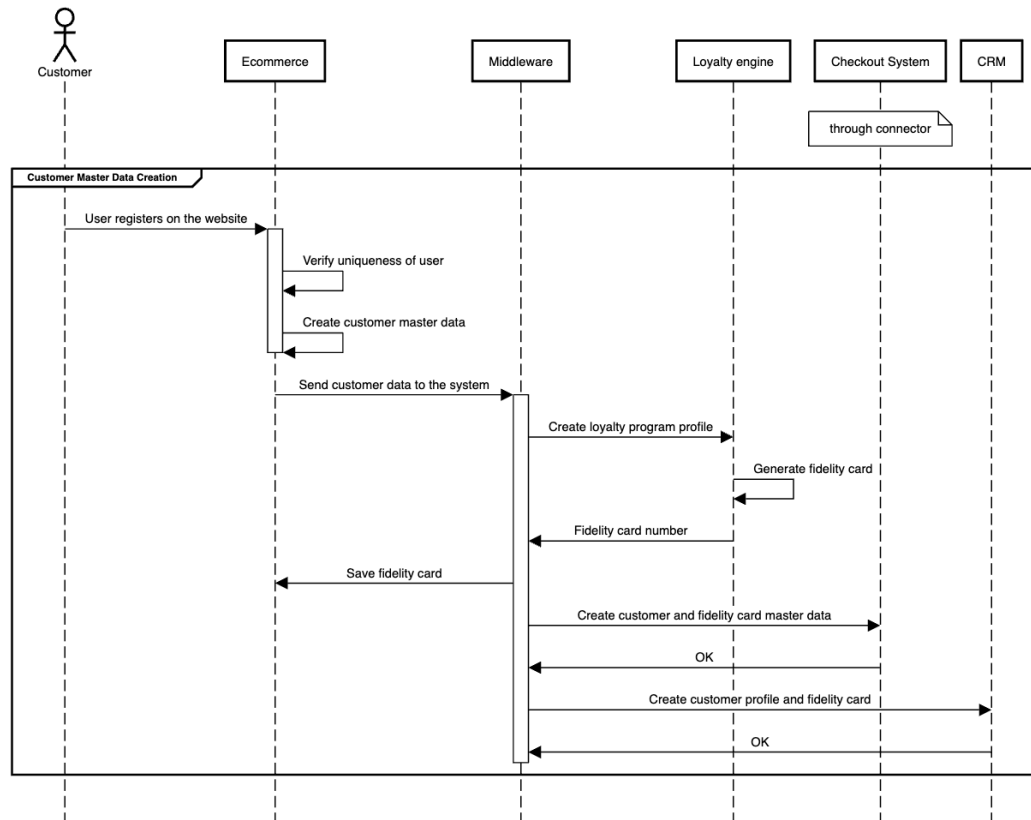 Customer
Ecommerce
Middleware
Loyalty engine
Checkout System
CRM
through connector
Customer Master Data Creation
User registers on the website
Verify uniqueness of user
Create customer master data
Send customer data to the system
Create loyalty program profile
Generate fidelity card
Fidelity card number
Save fidelity card
Create customer and fidelity card master data
OK
Create customer profile and fidelity card
OK